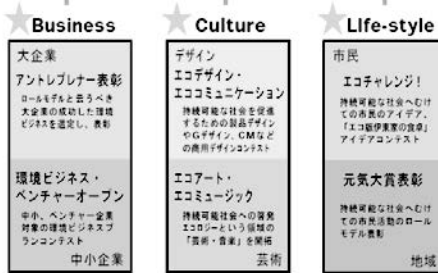 Business
大企業
アントレプレナー表彰
ロールモデルと云うべき
大企業の成功した環境
ビジネスを選定し、表彰
環境ビジネス・
ベンチャーオープン
中小、ベンチャー企業
対象の環境ビジネスプ
ランコンテスト
中小企業
Culture
デザイン
エコデザイン・
エココミュニケーション
持続可能な社会を促進
するための製品デザイン
やGデザイン、CMなど
の商用デザインコンテスト
エコアート・
エコミュージック
持続可能社会への啓発
エコロジーという領域の
「芸術・音楽」を開拓
芸術
LIfe-style
市民
エコチャレンジ！
持続可能な社会へむけ
ての市民のアイデア、
「エコ版伊東家の食卓」
アイデアコンテスト
元気大賞表彰
持続可能な社会へむけ
ての市民活動のロール
モデル表彰
地域